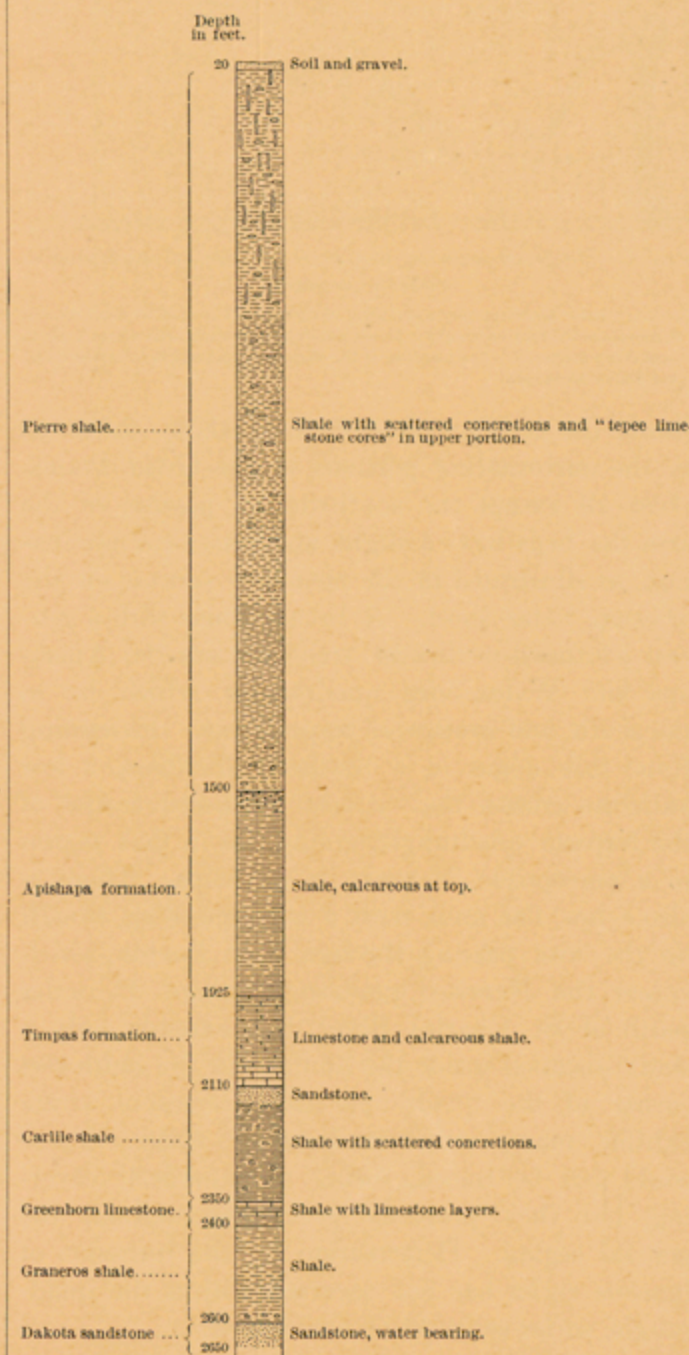 Depth
in feet.
20 Soil and gravel.
Pierre shale.......... Shale with scattered concretions and "tepee lime-
stone cores" in upper portion.
1500
Apishapa formation. Shale, calcareous at top.
1925
Timpas formation.... Limestone and calcareous shale.
2110
Sandstone.
Carlile shale ......... Shale with scattered concretions.
2350
Greenhorn limestone. Shale with limestone layers.
2400
Graneros shale....... Shale.
2600
Dakota sandstone ... Sandstone, water bearing.
2650